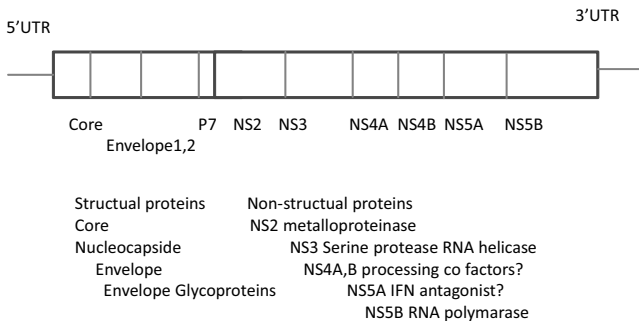 5'UTR
3'UTR
Core
P7
NS2
NS3
NS4A
NS4B
NS5A
NS5B
Envelope1,2
Structual proteins
Non-structual proteins
Core
NS2 metalloproteinase
Nucleocapside
NS3 Serine protease RNA helicase
Envelope
NS4A,B processing co factors?
Envelope Glycoproteins
NS5A IFN antagonist?
NS5B RNA polymarase